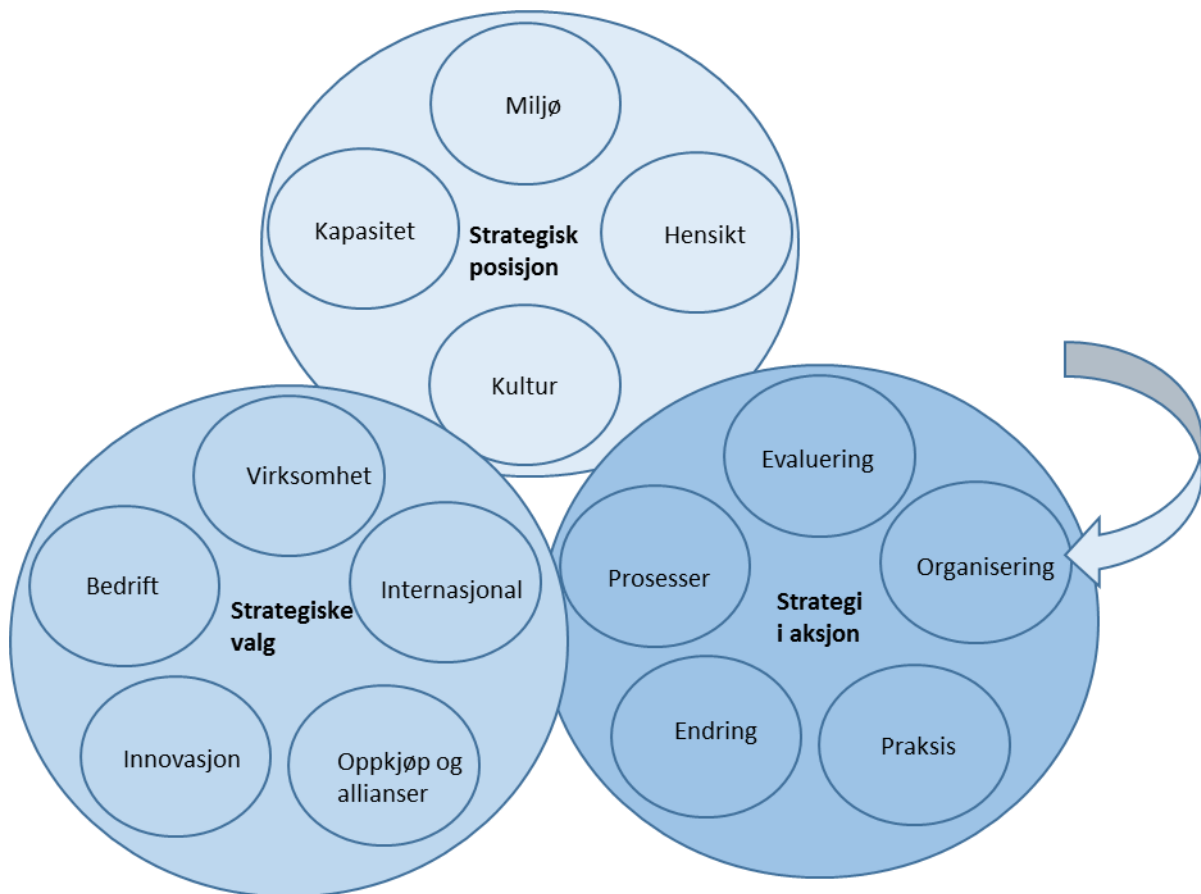 Miljø
Kapasitet
Strategisk
posisjon
Hensikt
Kultur
Virksomhet
Bedrift
Internasjonal
Strategiske
valg
Innovasjon
Oppkjøp og
allianser
Evaluering
Prosesser
Organisering
Strategi
i aksjon
Endring
Praksis